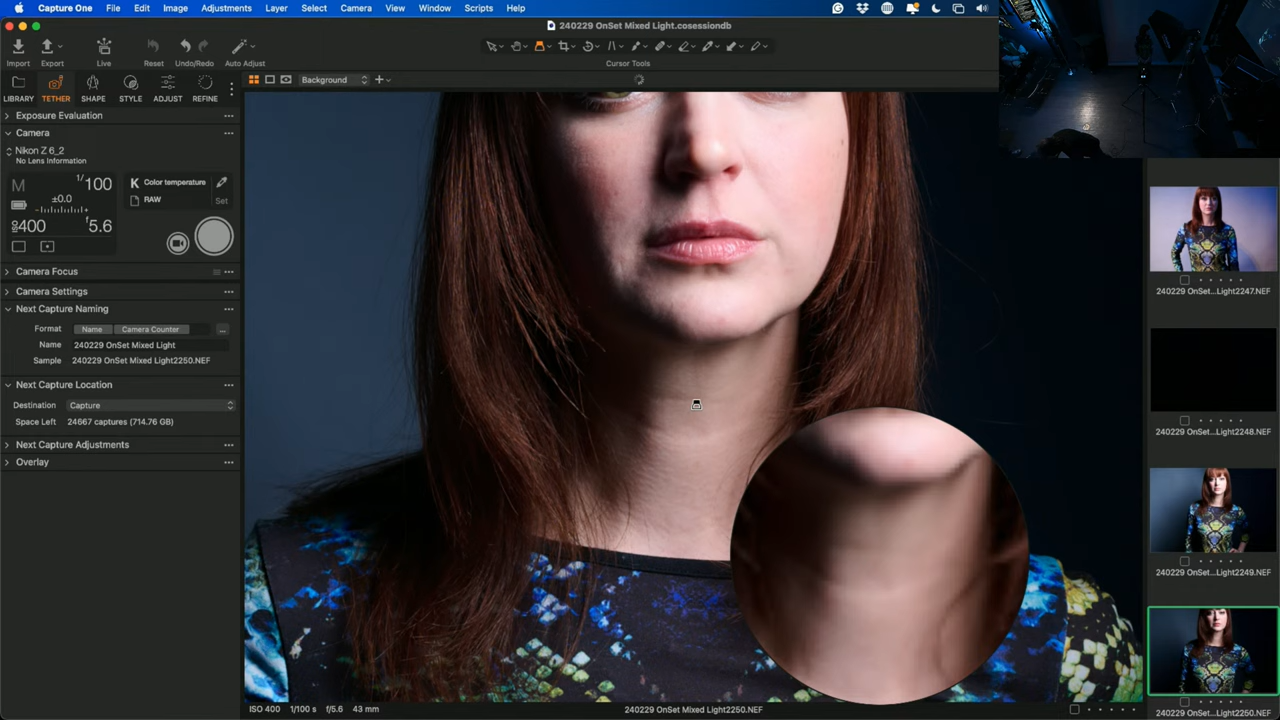 Capture One File Edit Image Adjustments Layer Select Camera View Window Scripts Help
240229 OnSet Mixed Light.cosessiondb
Import Export Live Reset Undo/Redo Auto Adjust Cursor Tools
Background
LIBRARY TETHER SHAPE STYLE ADJUST REFINE
Exposure Evaluation
Camera
Nikon Z 6_2
No Lens Information
M 1/100
±0.0
400 f5.6
K Color temperature
RAW
Set
Camera Focus
Camera Settings
Next Capture Naming
Format Name Camera Counter ...
Name 240229 OnSet Mixed Light
Sample 240229 OnSet Mixed Light2250.NEF
Next Capture Location
Destination Capture
Space Left 24667 captures (714.76 GB)
Next Capture Adjustments
Overlay
240229 OnSet...Light2247.NEF
240229 OnSet...Light2248.NEF
240229 OnSet...Light2249.NEF
240229 OnSet...Light2250.NEF
ISO 400 1/100 s f/5.6 43 mm
240229 OnSet Mixed Light2250.NEF